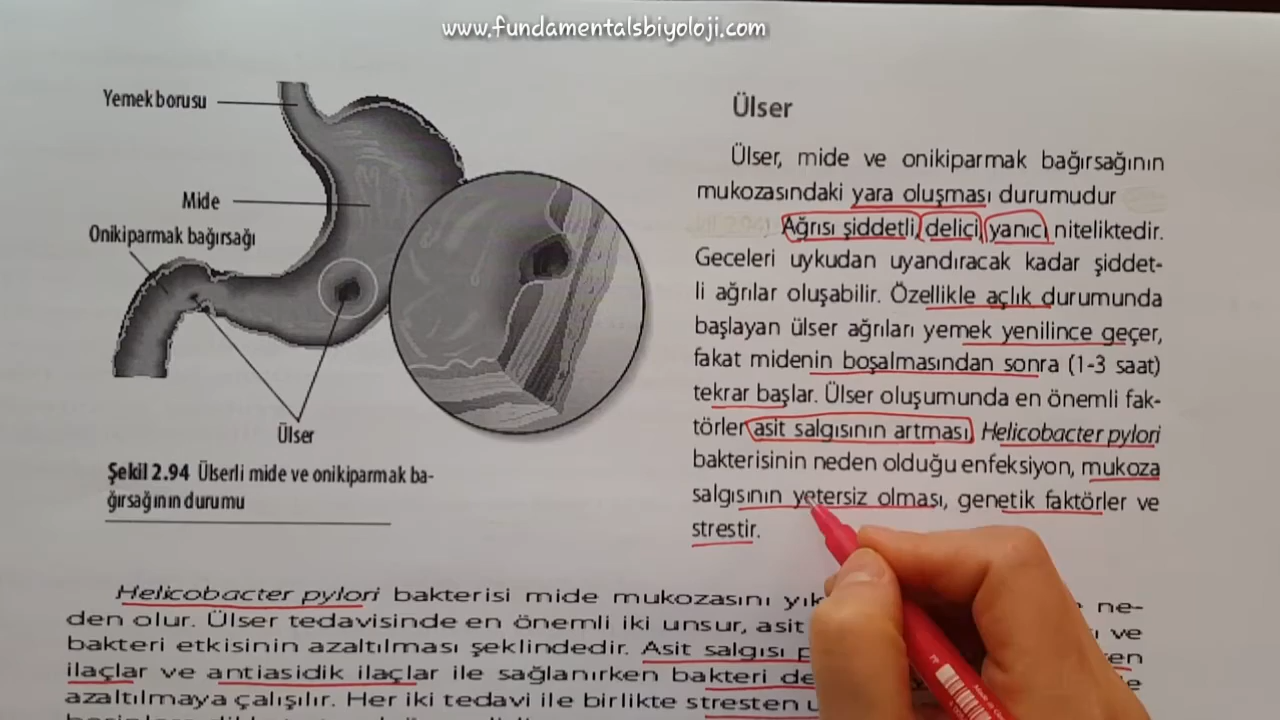 www.fundamentalsbiyoloji.com
Yemek borusu
Mide
Onikiparmak bağırsağı
Ülser
Şekil 2.94 Ülserli mide ve onikiparmak ba-
ğırsağının durumu
Ülser
Ülser, mide ve onikiparmak bağırsağının
mukozasındaki yara oluşması durumudur
Ağrısı şiddetli, delici, yanıcı niteliktedir.
Geceleri uykudan uyandıracak kadar şiddet-
li ağrılar oluşabilir. Özellikle açlık durumunda
başlayan ülser ağrıları yemek yenilince geçer,
fakat midenin boşalmasından sonra (1-3 saat)
tekrar başlar. Ülser oluşumunda en önemli fak-
törler asit salgısının artması, Helicobacter pylori
bakterisinin neden olduğu enfeksiyon, mukoza
salgısının yetersiz olması, genetik faktörler ve
strestir.
Helicobacter pylori bakterisi mide mukozasını ne-
den olur. Ülser tedavisinde en önemli iki unsur, asit ve
bakteri etkisinin azaltılması şeklindedir. Asit salgısı
ilaçlar ve antiasidik ilaçlar ile sağlanırken bakteri
azaltılmaya çalışılır. Her iki tedavi ile birlikte stresten